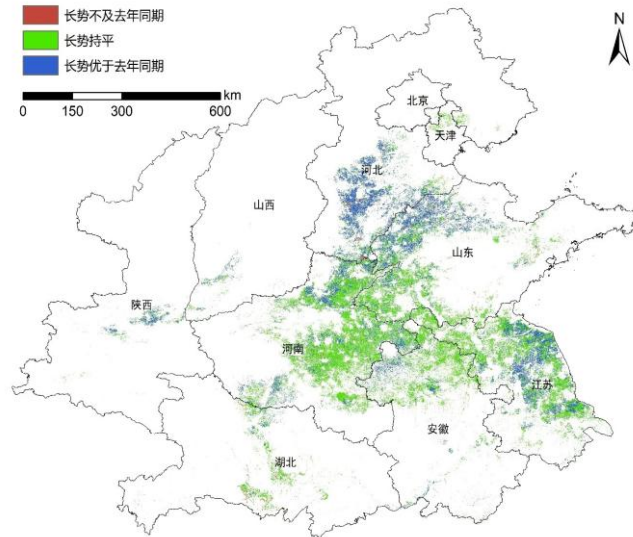 长势不及去年同期
长势持平
长势优于去年同期
km
0 150 300 600
N
北京
天津
河北
山西
山东
陕西
河南
江苏
安徽
湖北